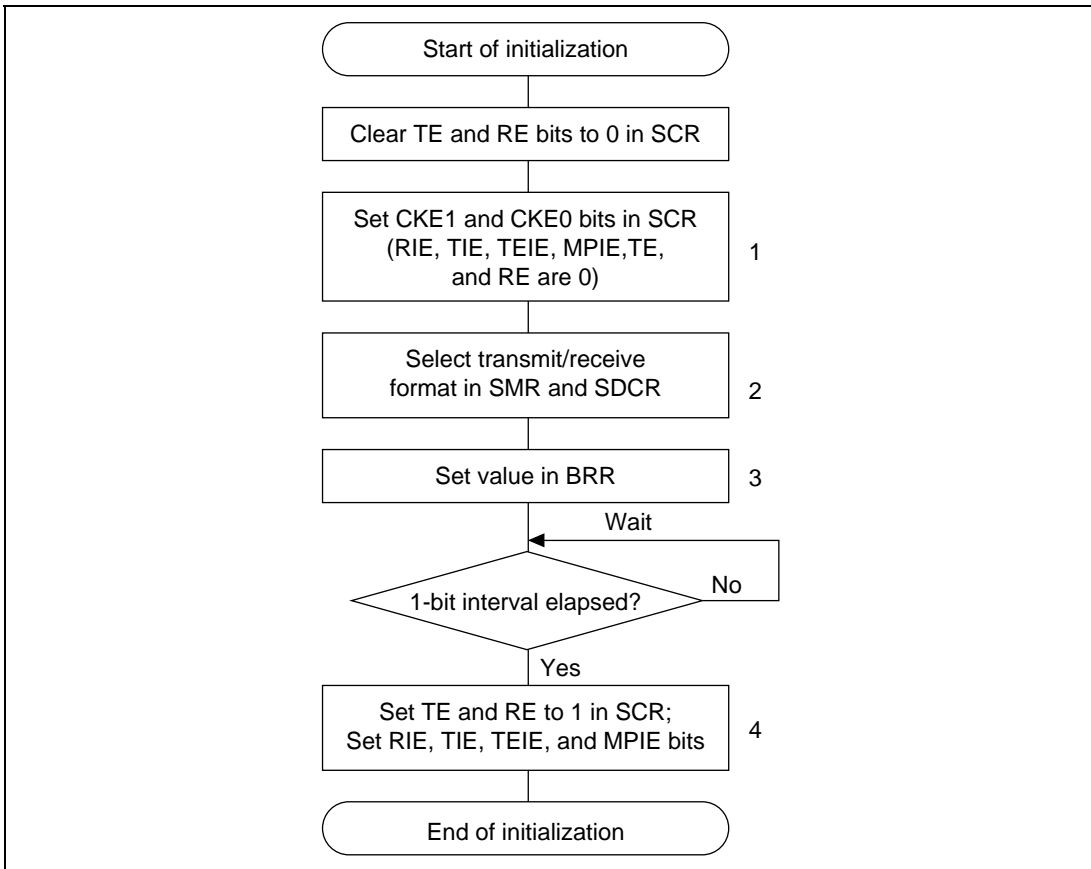 Start of initialization
Clear TE and RE bits to 0 in SCR
Set CKE1 and CKE0 bits in SCR
(RIE, TIE, TEIE, MPIE,TE,
and RE are 0)
1
Select transmit/receive
format in SMR and SDCR
2
Set value in BRR
3
Wait
1-bit interval elapsed?
No
Yes
Set TE and RE to 1 in SCR;
Set RIE, TIE, TEIE, and MPIE bits
4
End of initialization